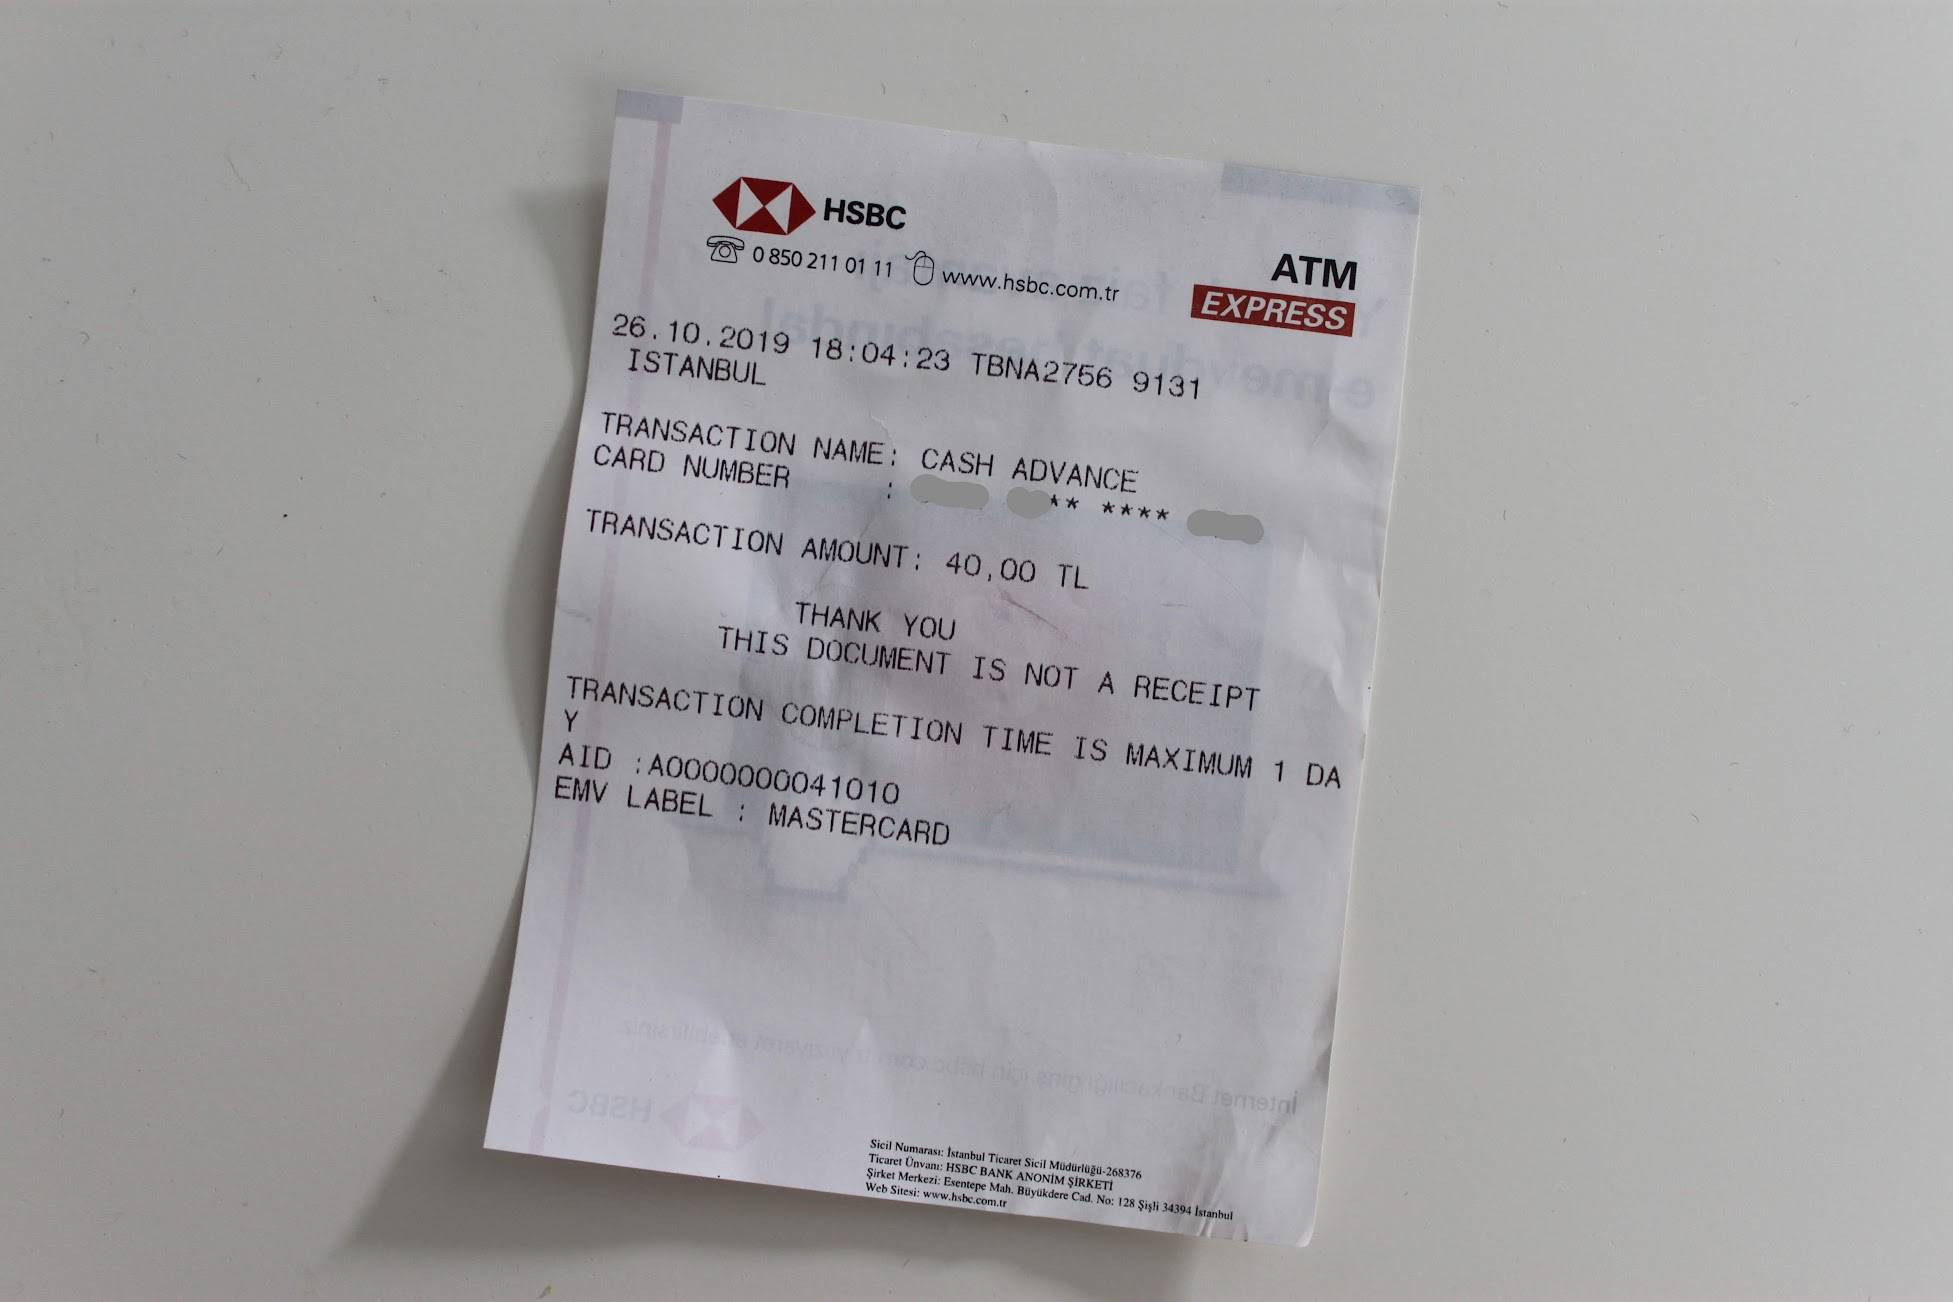 HSBC
0 850 211 01 11 www.hsbc.com.tr
ATM
EXPRESS
26.10.2019 18:04:23 TBNA2756 9131
ISTANBUL
TRANSACTION NAME: CASH ADVANCE
CARD NUMBER : ** ****
TRANSACTION AMOUNT: 40,00 TL
THANK YOU
THIS DOCUMENT IS NOT A RECEIPT
TRANSACTION COMPLETION TIME IS MAXIMUM 1 DA
Y
AID :A0000000041010
EMV LABEL : MASTERCARD
HSBC
Sicil Numarası: İstanbul Ticaret Sicil Müdürlüğü-268376
Ticaret Ünvanı: HSBC BANK ANONİM ŞİRKETİ
Şirket Merkezi: Esentepe Mah. Büyükdere Cad. No: 128 Şişli 34394 İstanbul
Web Sitesi: www.hsbc.com.tr